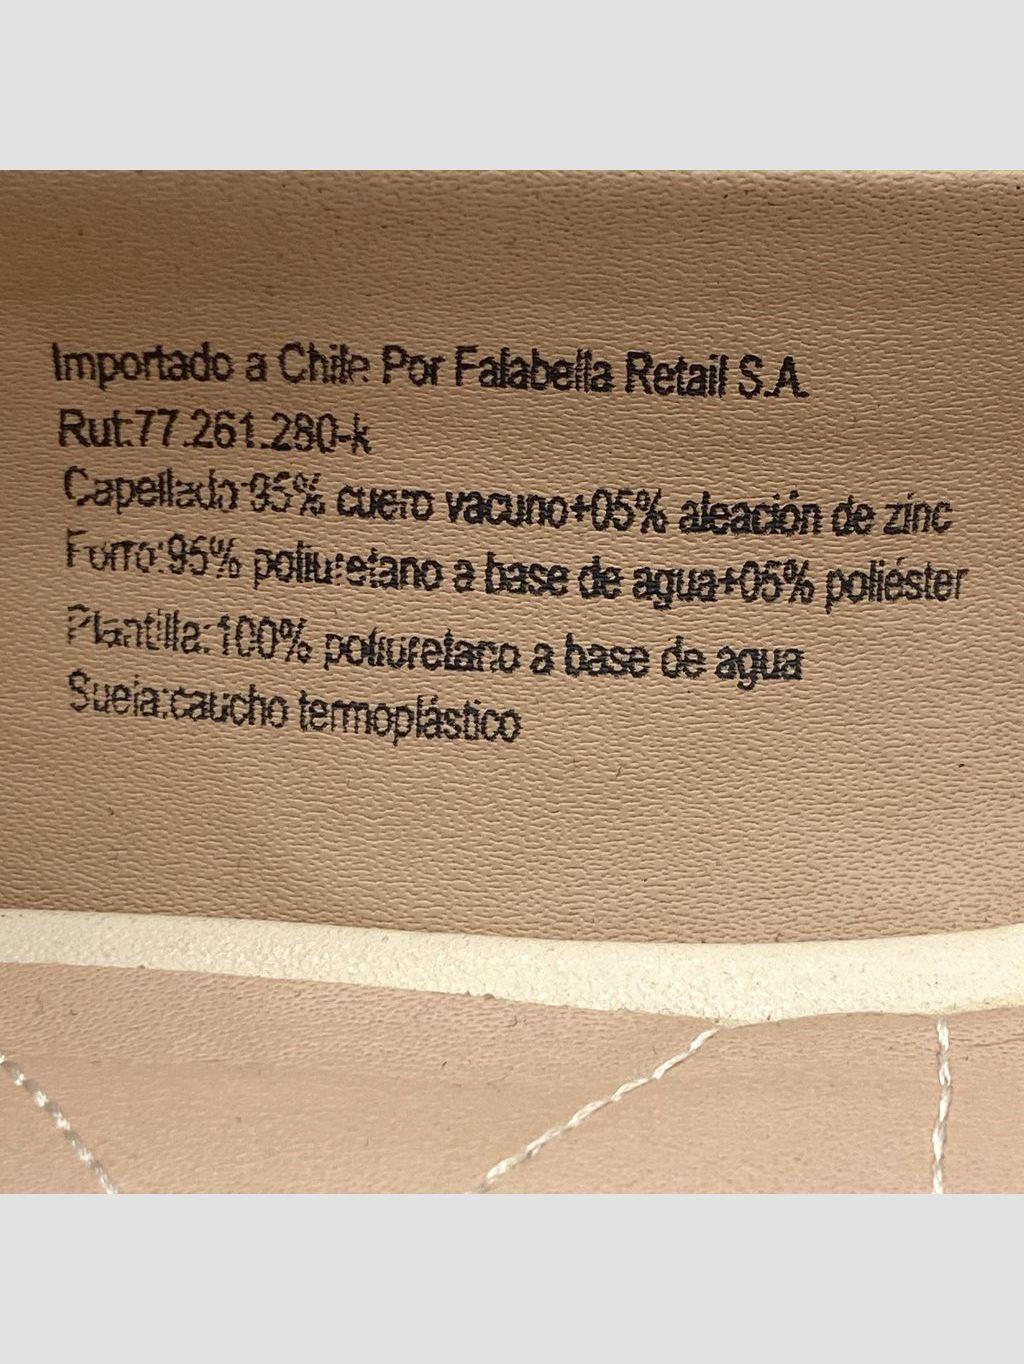 Importado a Chile Por Falabella Retail S.A.
Rut:77.261.280-k
Capellado:95% cuero vacuno+05% aleación de zinc
Forro:95% poliuretano a base de agua+05% poliéster
Plantilla:100% poliuretano a base de agua
Suela:caucho termoplástico